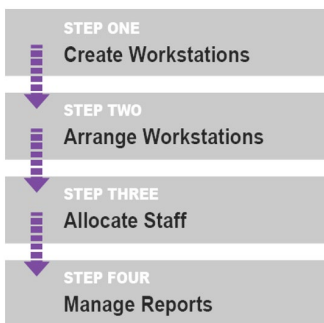 STEP ONE
Create Workstations
STEP TWO
Arrange Workstations
STEP THREE
Allocate Staff
STEP FOUR
Manage Reports